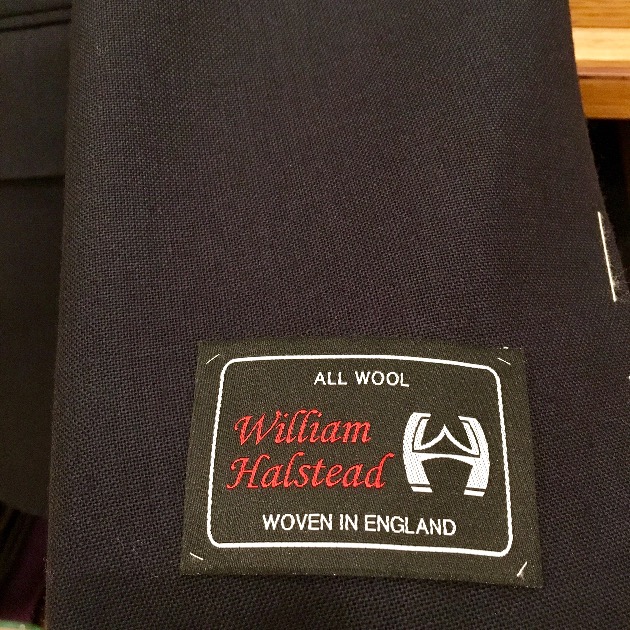 ALL WOOL
William
Halstead
WOVEN IN ENGLAND